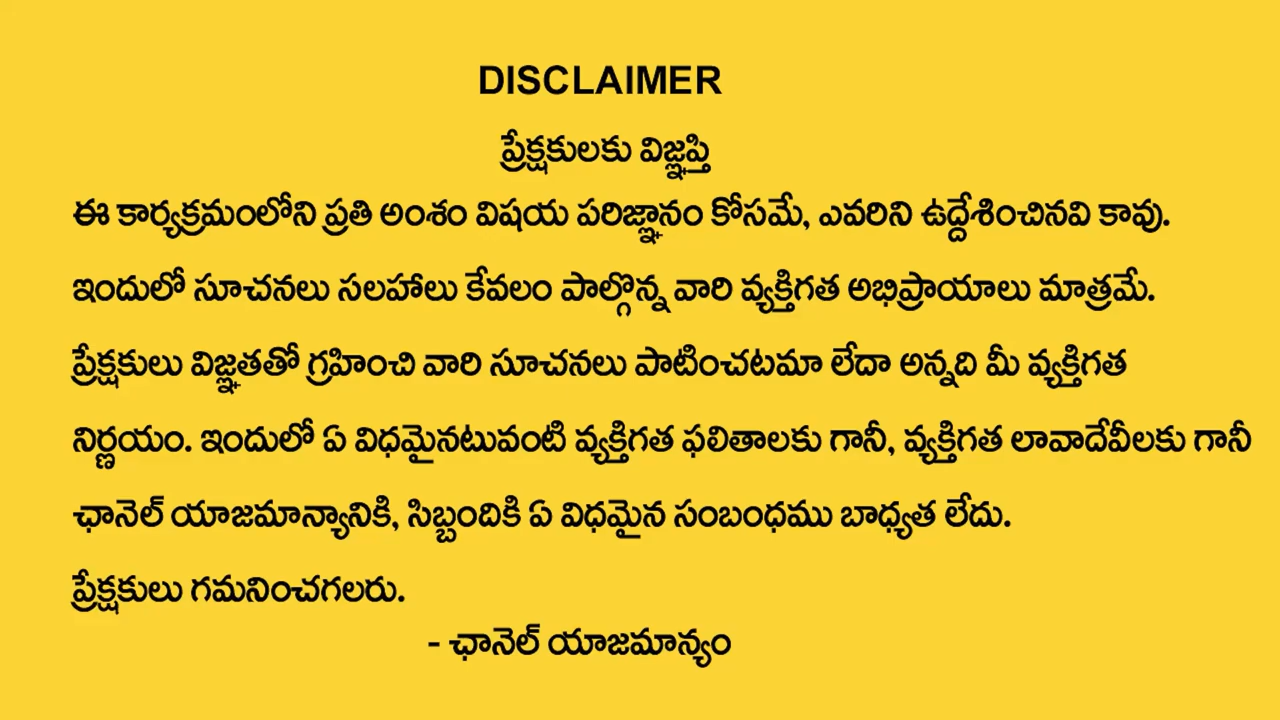 DISCLAIMER
ప్రేక్షకులకు విజ్ఞప్తి
ఈ కార్యక్రమంలోని ప్రతి అంశం విషయ పరిజ్ఞానం కోసమే, ఎవరిని ఉద్దేశించినవి కావు.
ఇందులో సూచనలు సలహాలు కేవలం పాల్గొన్న వారి వ్యక్తిగత అభిప్రాయాలు మాత్రమే.
ప్రేక్షకులు విజ్ఞతతో గ్రహించి వారి సూచనలు పాటించటమా లేదా అన్నది మీ వ్యక్తిగత
నిర్ణయం. ఇందులో ఏ విధమైనటువంటి వ్యక్తిగత ఫలితాలకు గానీ, వ్యక్తిగత లావాదేవీలకు గానీ
ఛానెల్ యాజమాన్యానికి, సిబ్బందికి ఏ విధమైన సంబంధము బాధ్యత లేదు.
ప్రేక్షకులు గమనించగలరు.
- ఛానెల్ యాజమాన్యం